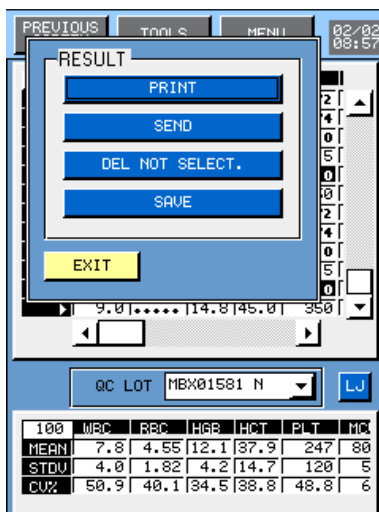 PREVIOUS TOOLS MENU 02/02
08:57
RESULT
PRINT
SEND
DEL NOT SELECT.
SAVE
EXIT
9.0 ..... 14.8 45.0 350
QC LOT MBX01581 N LJ
100 WBC RBC HGB HCT PLT MC
MEAN 7.8 4.55 12.1 37.9 247 80
STDV 4.0 1.82 4.2 14.7 120 5
CV% 50.9 40.1 34.5 38.8 48.8 6